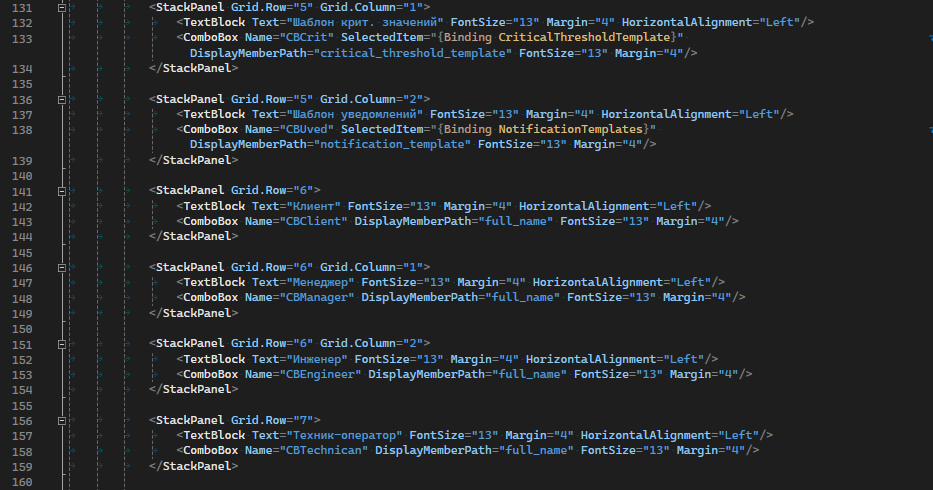 131 <StackPanel Grid.Row="5" Grid.Column="1">
132 <TextBlock Text="Шаблон крит. значений" FontSize="13" Margin="4" HorizontalAlignment="Left"/>
133 <ComboBox Name="CBCrit" SelectedItem="{Binding CriticalThresholdTemplate}"
DisplayMemberPath="critical_threshold_template" FontSize="13" Margin="4"/>
134 </StackPanel>
135
136 <StackPanel Grid.Row="5" Grid.Column="2">
137 <TextBlock Text="Шаблон уведомлений" FontSize="13" Margin="4" HorizontalAlignment="Left"/>
138 <ComboBox Name="CBUved" SelectedItem="{Binding NotificationTemplates}"
DisplayMemberPath="notification_template" FontSize="13" Margin="4"/>
139 </StackPanel>
140
141 <StackPanel Grid.Row="6">
142 <TextBlock Text="Клиент" FontSize="13" Margin="4" HorizontalAlignment="Left"/>
143 <ComboBox Name="CBClient" DisplayMemberPath="full_name" FontSize="13" Margin="4"/>
144 </StackPanel>
145
146 <StackPanel Grid.Row="6" Grid.Column="1">
147 <TextBlock Text="Менеджер" FontSize="13" Margin="4" HorizontalAlignment="Left"/>
148 <ComboBox Name="CBManager" DisplayMemberPath="full_name" FontSize="13" Margin="4"/>
149 </StackPanel>
150
151 <StackPanel Grid.Row="6" Grid.Column="2">
152 <TextBlock Text="Инженер" FontSize="13" Margin="4" HorizontalAlignment="Left"/>
153 <ComboBox Name="CBEngineer" DisplayMemberPath="full_name" FontSize="13" Margin="4"/>
154 </StackPanel>
155
156 <StackPanel Grid.Row="7">
157 <TextBlock Text="Техник-оператор" FontSize="13" Margin="4" HorizontalAlignment="Left"/>
158 <ComboBox Name="CBTechnican" DisplayMemberPath="full_name" FontSize="13" Margin="4"/>
159 </StackPanel>
160